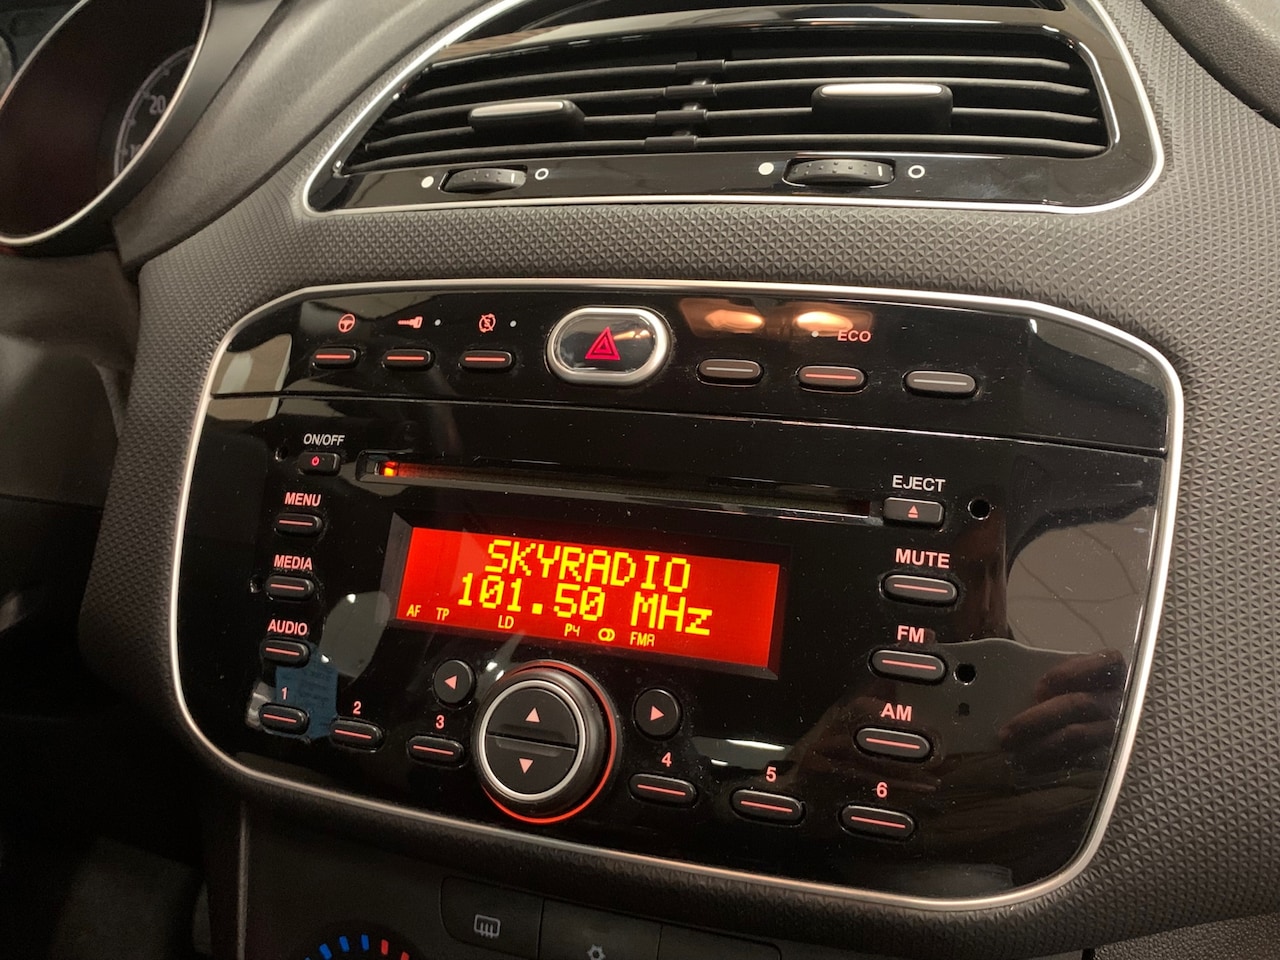 20
ECO
ON/OFF
EJECT
MENU
MUTE
MEDIA
FM
AUDIO
AM
SKYRADIO
101.50 MHz
AF TP LD P4 FMA
1 2 3 4 5 6